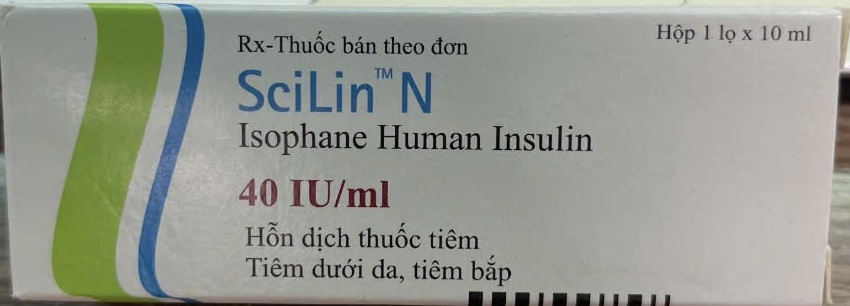 Hộp 1 lọ x 10 ml
Rx-Thuốc bán theo đơn
SciLin™ N
Isophane Human Insulin
40 IU/ml
Hỗn dịch thuốc tiêm
Tiêm dưới da, tiêm bắp